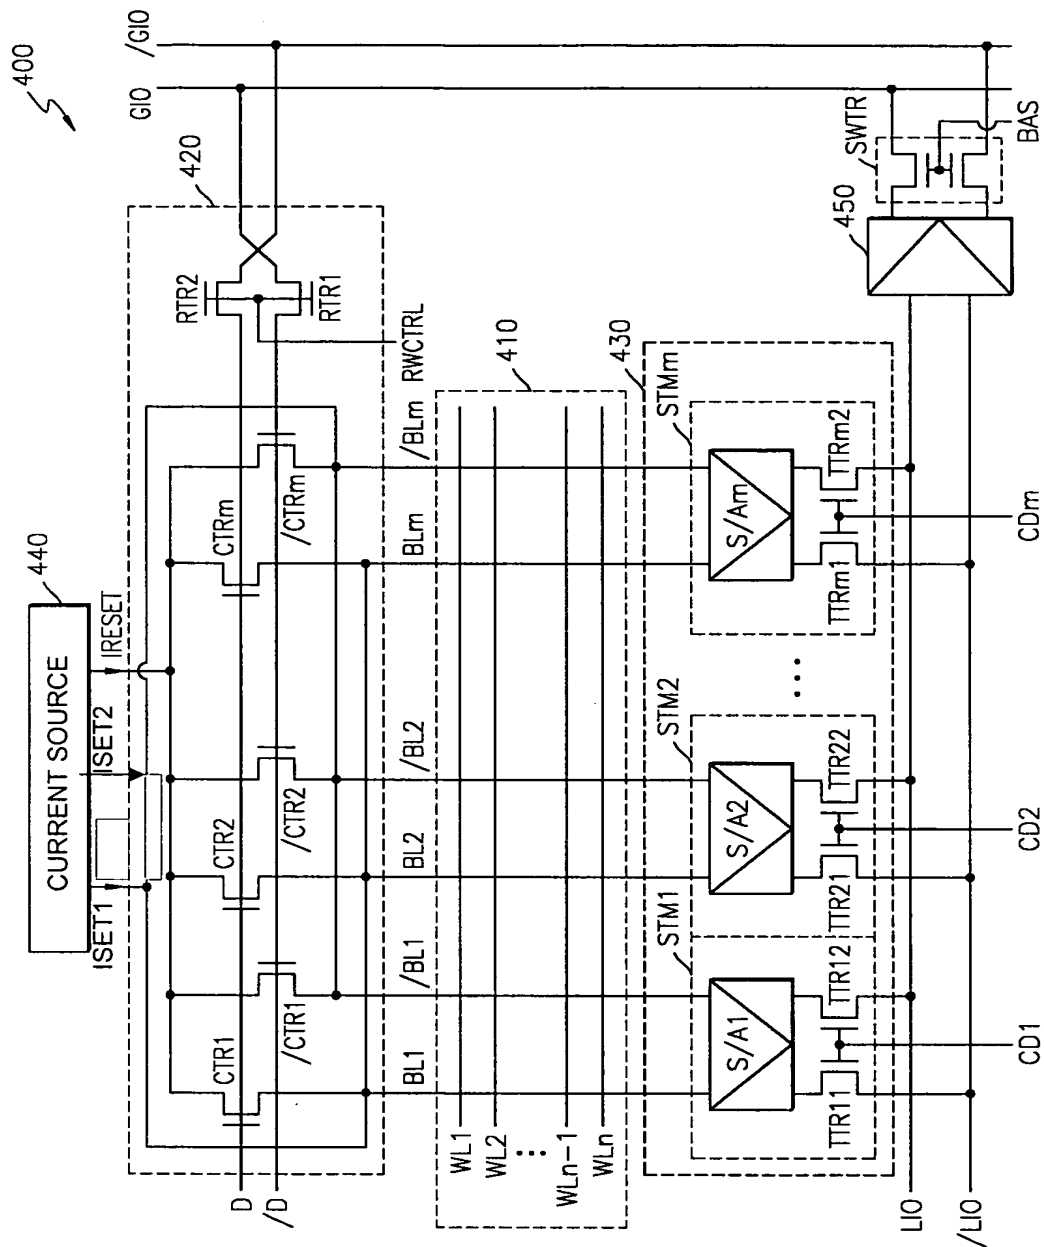 400
GIO
/GIO
440
CURRENT SOURCE
ISET1
ISET2
IRESET
420
CTR1
/CTR1
CTR2
/CTR2
CTRm
/CTRm
RTR2
RTR1
RWCTRL
D
/D
BL1
/BL1
BL2
/BL2
BLm
/BLm
410
WL1
WL2
WLn-1
WLn
430
STM1
STM2
STMm
S/A1
S/A2
S/Am
TTR11
TTR12
TTR21
TTR22
TTRm1
TTRm2
450
SWTR
BAS
LIO
/LIO
CD1
CD2
CDm